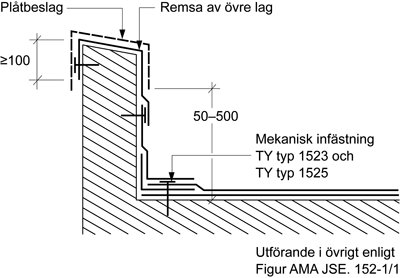 Plåtbeslag
Remsa av övre lag
≥100
50–500
Mekanisk infästning
TY typ 1523 och
TY typ 1525
Utförande i övrigt enligt
Figur AMA JSE. 152-1/1